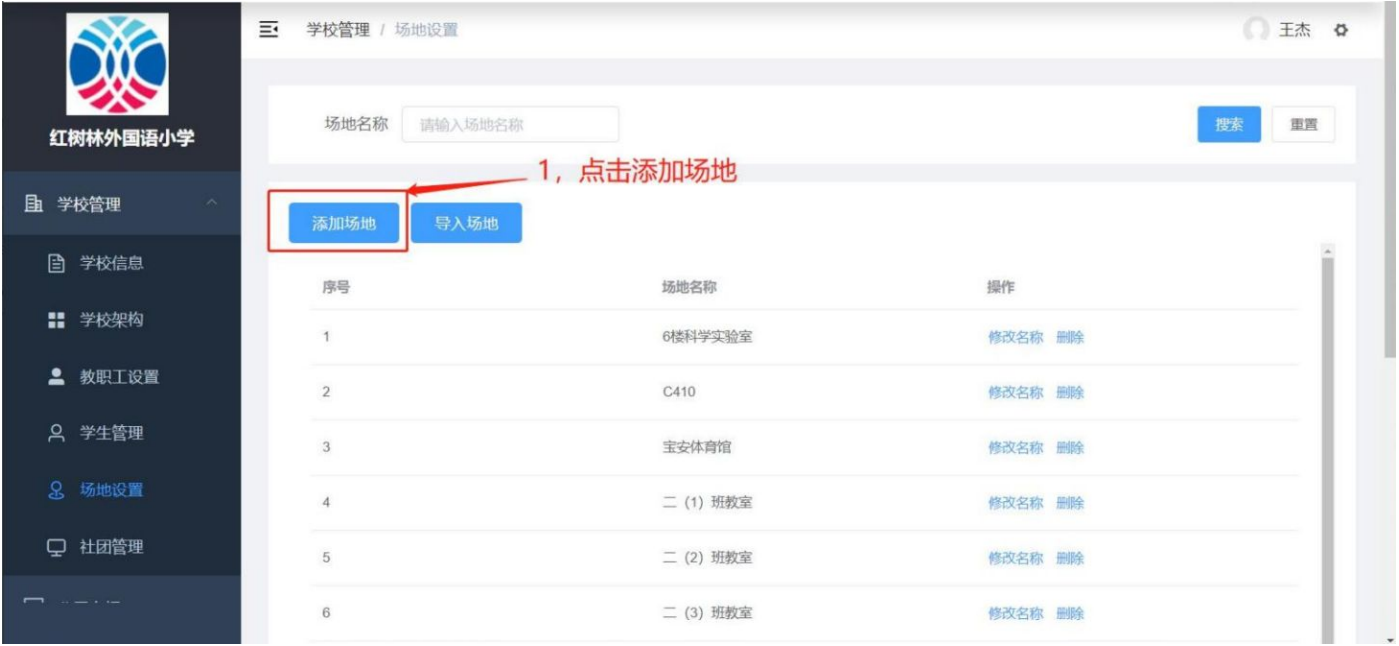 学校管理 / 场地设置
王杰
红树林外国语小学
场地名称 请输入场地名称 搜索 重置
1，点击添加场地
学校管理
添加场地 导入场地
学校信息
序号 场地名称 操作
学校架构
1 6楼科学实验室 修改名称 删除
教职工设置
2 C410 修改名称 删除
学生管理
3 宝安体育馆 修改名称 删除
场地设置
4 二（1）班教室 修改名称 删除
社团管理
5 二（2）班教室 修改名称 删除
6 二（3）班教室 修改名称 删除